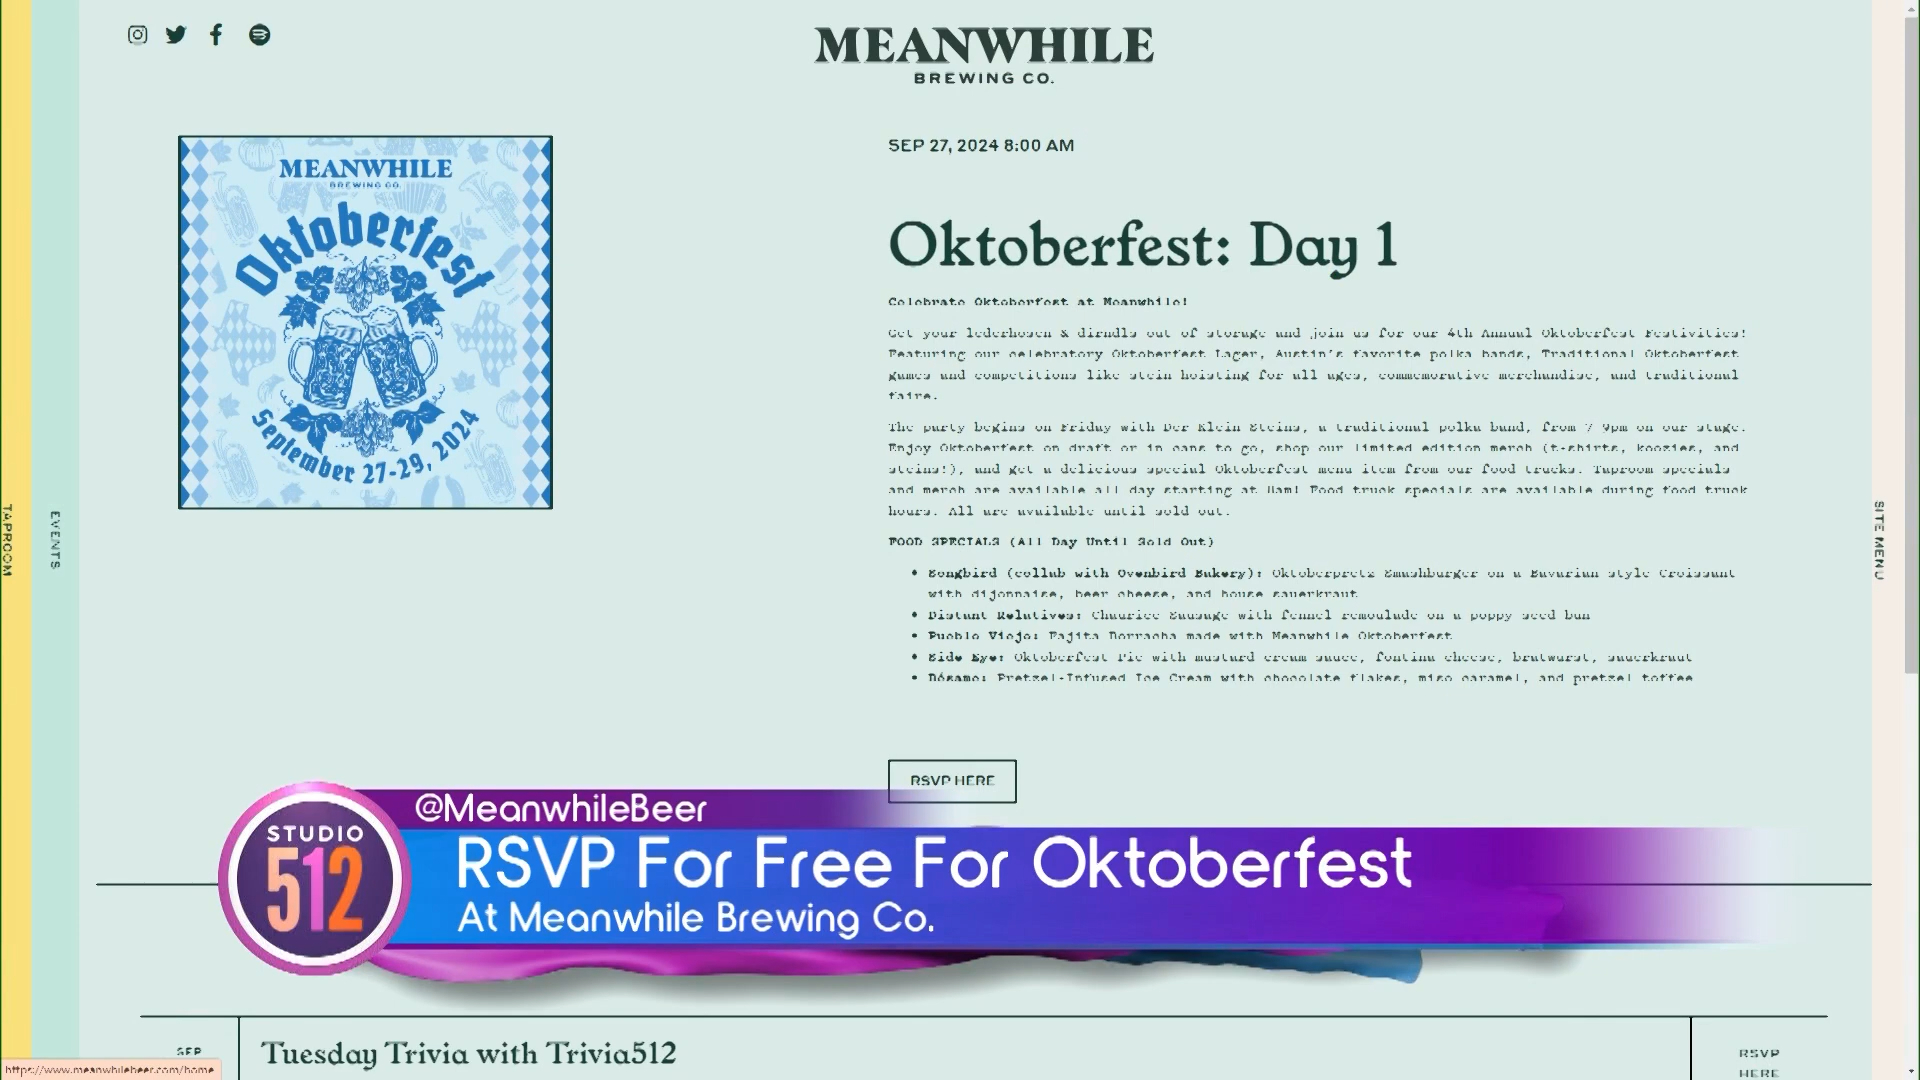 MEANWHILE
BREWING CO.
MEANWHILE
BREWING CO.
Oktoberfest
September 27-29, 2024
SEP 27, 2024 8:00 AM
Oktoberfest: Day 1
Celebrate Oktoberfest at Meanwhile!
Get your lederhosen & dirndls out of storage and join us for our 4th Annual Oktoberfest Festivities!
Featuring our celebratory Oktoberfest Lager, Austin's favorite polka bands, Traditional Oktoberfest
games and competitions like stein hoisting for all ages, commemorative merchandise, and traditional
faire.
The party begins on Friday with Der Klein Steins, a traditional polka band, from 7-9pm on our stage.
Enjoy Oktoberfest on draft or in cans to go, shop our limited edition merch (t-shirts, koozies, and
steins!), and get a delicious special Oktoberfest menu item from our food trucks. Taproom specials
and merch are available all day starting at 8am! Food truck specials are available during food truck
hours. All are available until sold out.
FOOD SPECIALS (All Day Until Sold Out)
• Songbird (collab with Ovenbird Bakery): Oktoberpretz Smashburger on a Bavarian style Croissant
with dijonnaise, beer cheese, and house sauerkraut
• Distant Relatives: Chaurice Sausage with fennel remoulade on a poppy seed bun
• Pueblo Viejo: Fajita Borracha made with Meanwhile Oktoberfest
• Side Eye: Oktoberfest Pie with mustard cream sauce, fontina cheese, bratwurst, sauerkraut
• Dósamo: Pretzel-Infused Ice Cream with chocolate flakes, miso caramel, and pretzel toffee
RSVP HERE
TAPROOM
EVENTS
SITE MENU
@MeanwhileBeer
STUDIO
512
RSVP For Free For Oktoberfest
At Meanwhile Brewing Co.
SEP
Tuesday Trivia with Trivia512
RSVP
HERE
https://www.meanwhilebeer.com/home